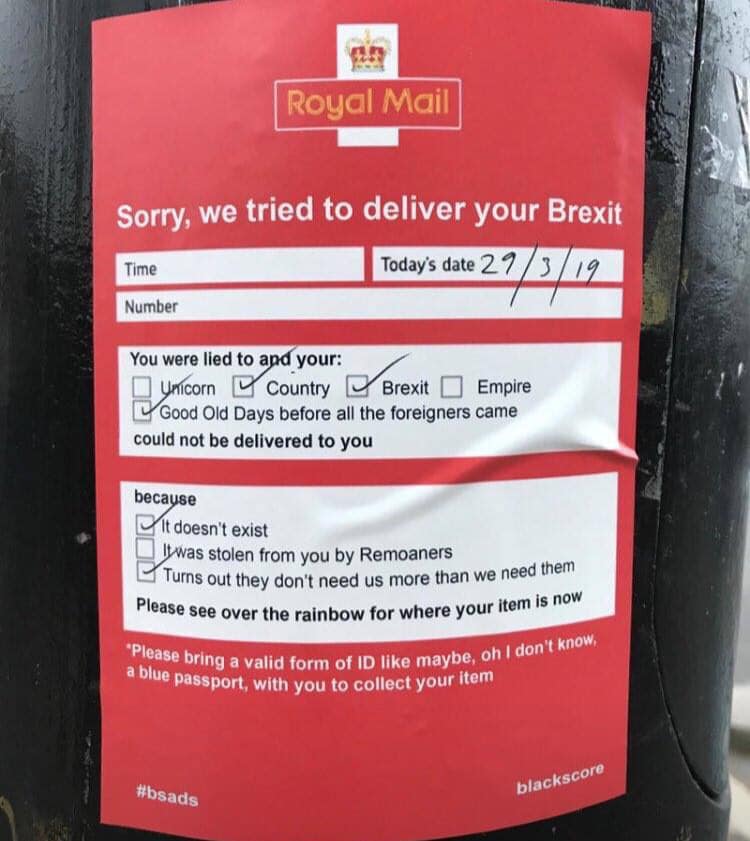 Royal Mail
Sorry, we tried to deliver your Brexit
Time
Today's date 29/3/19
Number
You were lied to and your:
Unicorn Country Brexit Empire
Good Old Days before all the foreigners came
could not be delivered to you
because
It doesn't exist
It was stolen from you by Remoaners
Turns out they don't need us more than we need them
Please see over the rainbow for where your item is now
*Please bring a valid form of ID like maybe, oh I don't know,
a blue passport, with you to collect your item
#bsads
blackscore